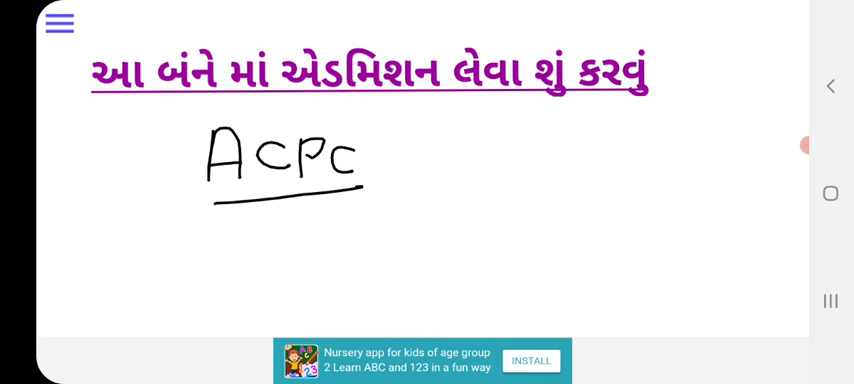 આ બંને માં એડમિશન લેવા શું કરવું
ACPC
Nursery app for kids of age group
2 Learn ABC and 123 in a fun way
INSTALL